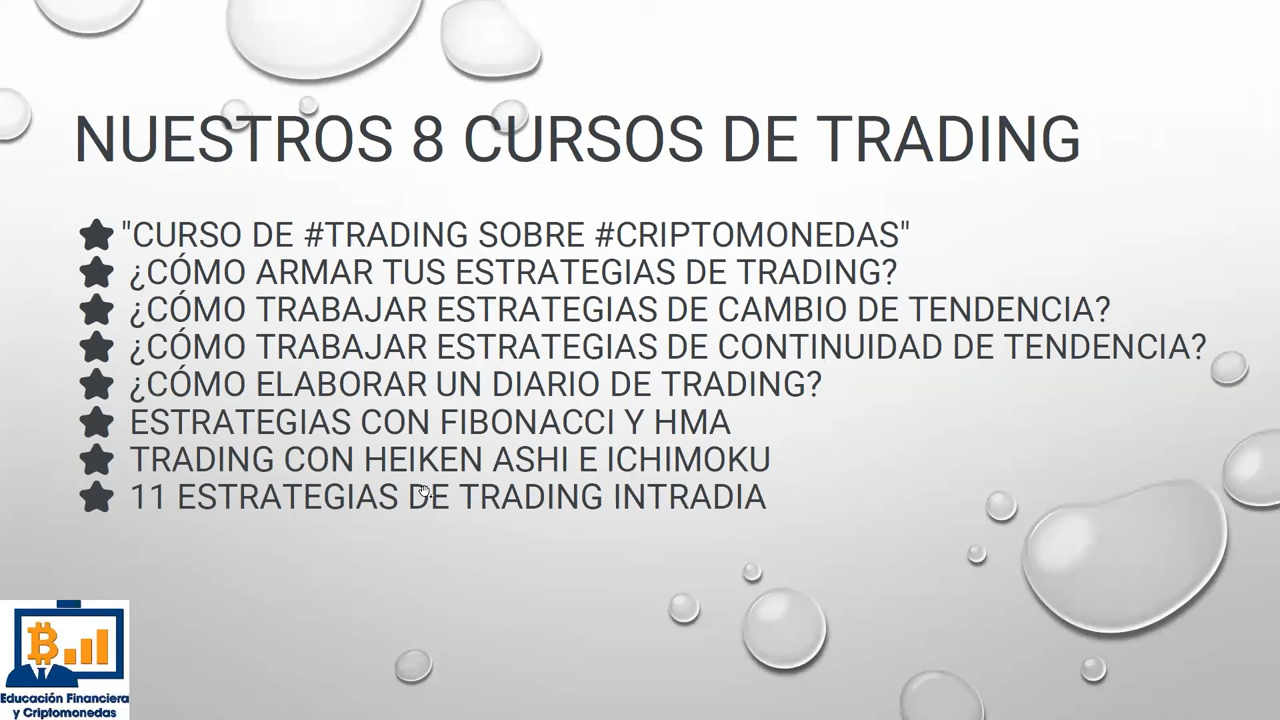 NUESTROS 8 CURSOS DE TRADING
"CURSO DE #TRADING SOBRE #CRIPTOMONEDAS"
¿CÓMO ARMAR TUS ESTRATEGIAS DE TRADING?
¿CÓMO TRABAJAR ESTRATEGIAS DE CAMBIO DE TENDENCIA?
¿CÓMO TRABAJAR ESTRATEGIAS DE CONTINUIDAD DE TENDENCIA?
¿CÓMO ELABORAR UN DIARIO DE TRADING?
ESTRATEGIAS CON FIBONACCI Y HMA
TRADING CON HEIKEN ASHI E ICHIMOKU
11 ESTRATEGIAS DE TRADING INTRADIA
Educación Financiera
y Criptomonedas